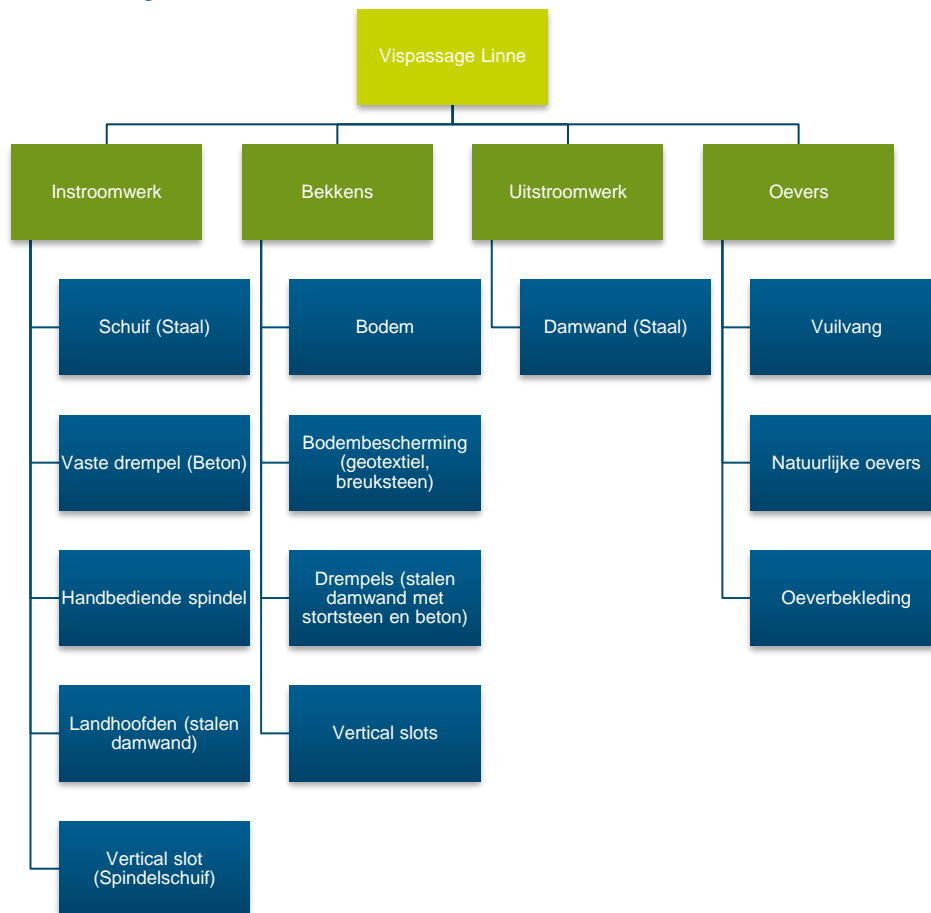 Vispassage Linne
Instroomwerk
Bekkens
Uitstroomwerk
Oevers
Schuif (Staal)
Bodem
Damwand (Staal)
Vuilvang
Vaste drempel (Beton)
Bodembescherming
(geotextiel,
breuksteen)
Natuurlijke oevers
Handbediende spindel
Drempels (stalen
damwand met
stortsteen en beton)
Oeverbekleding
Landhoofden (stalen
damwand)
Vertical slots
Vertical slot
(Spindelschuif)